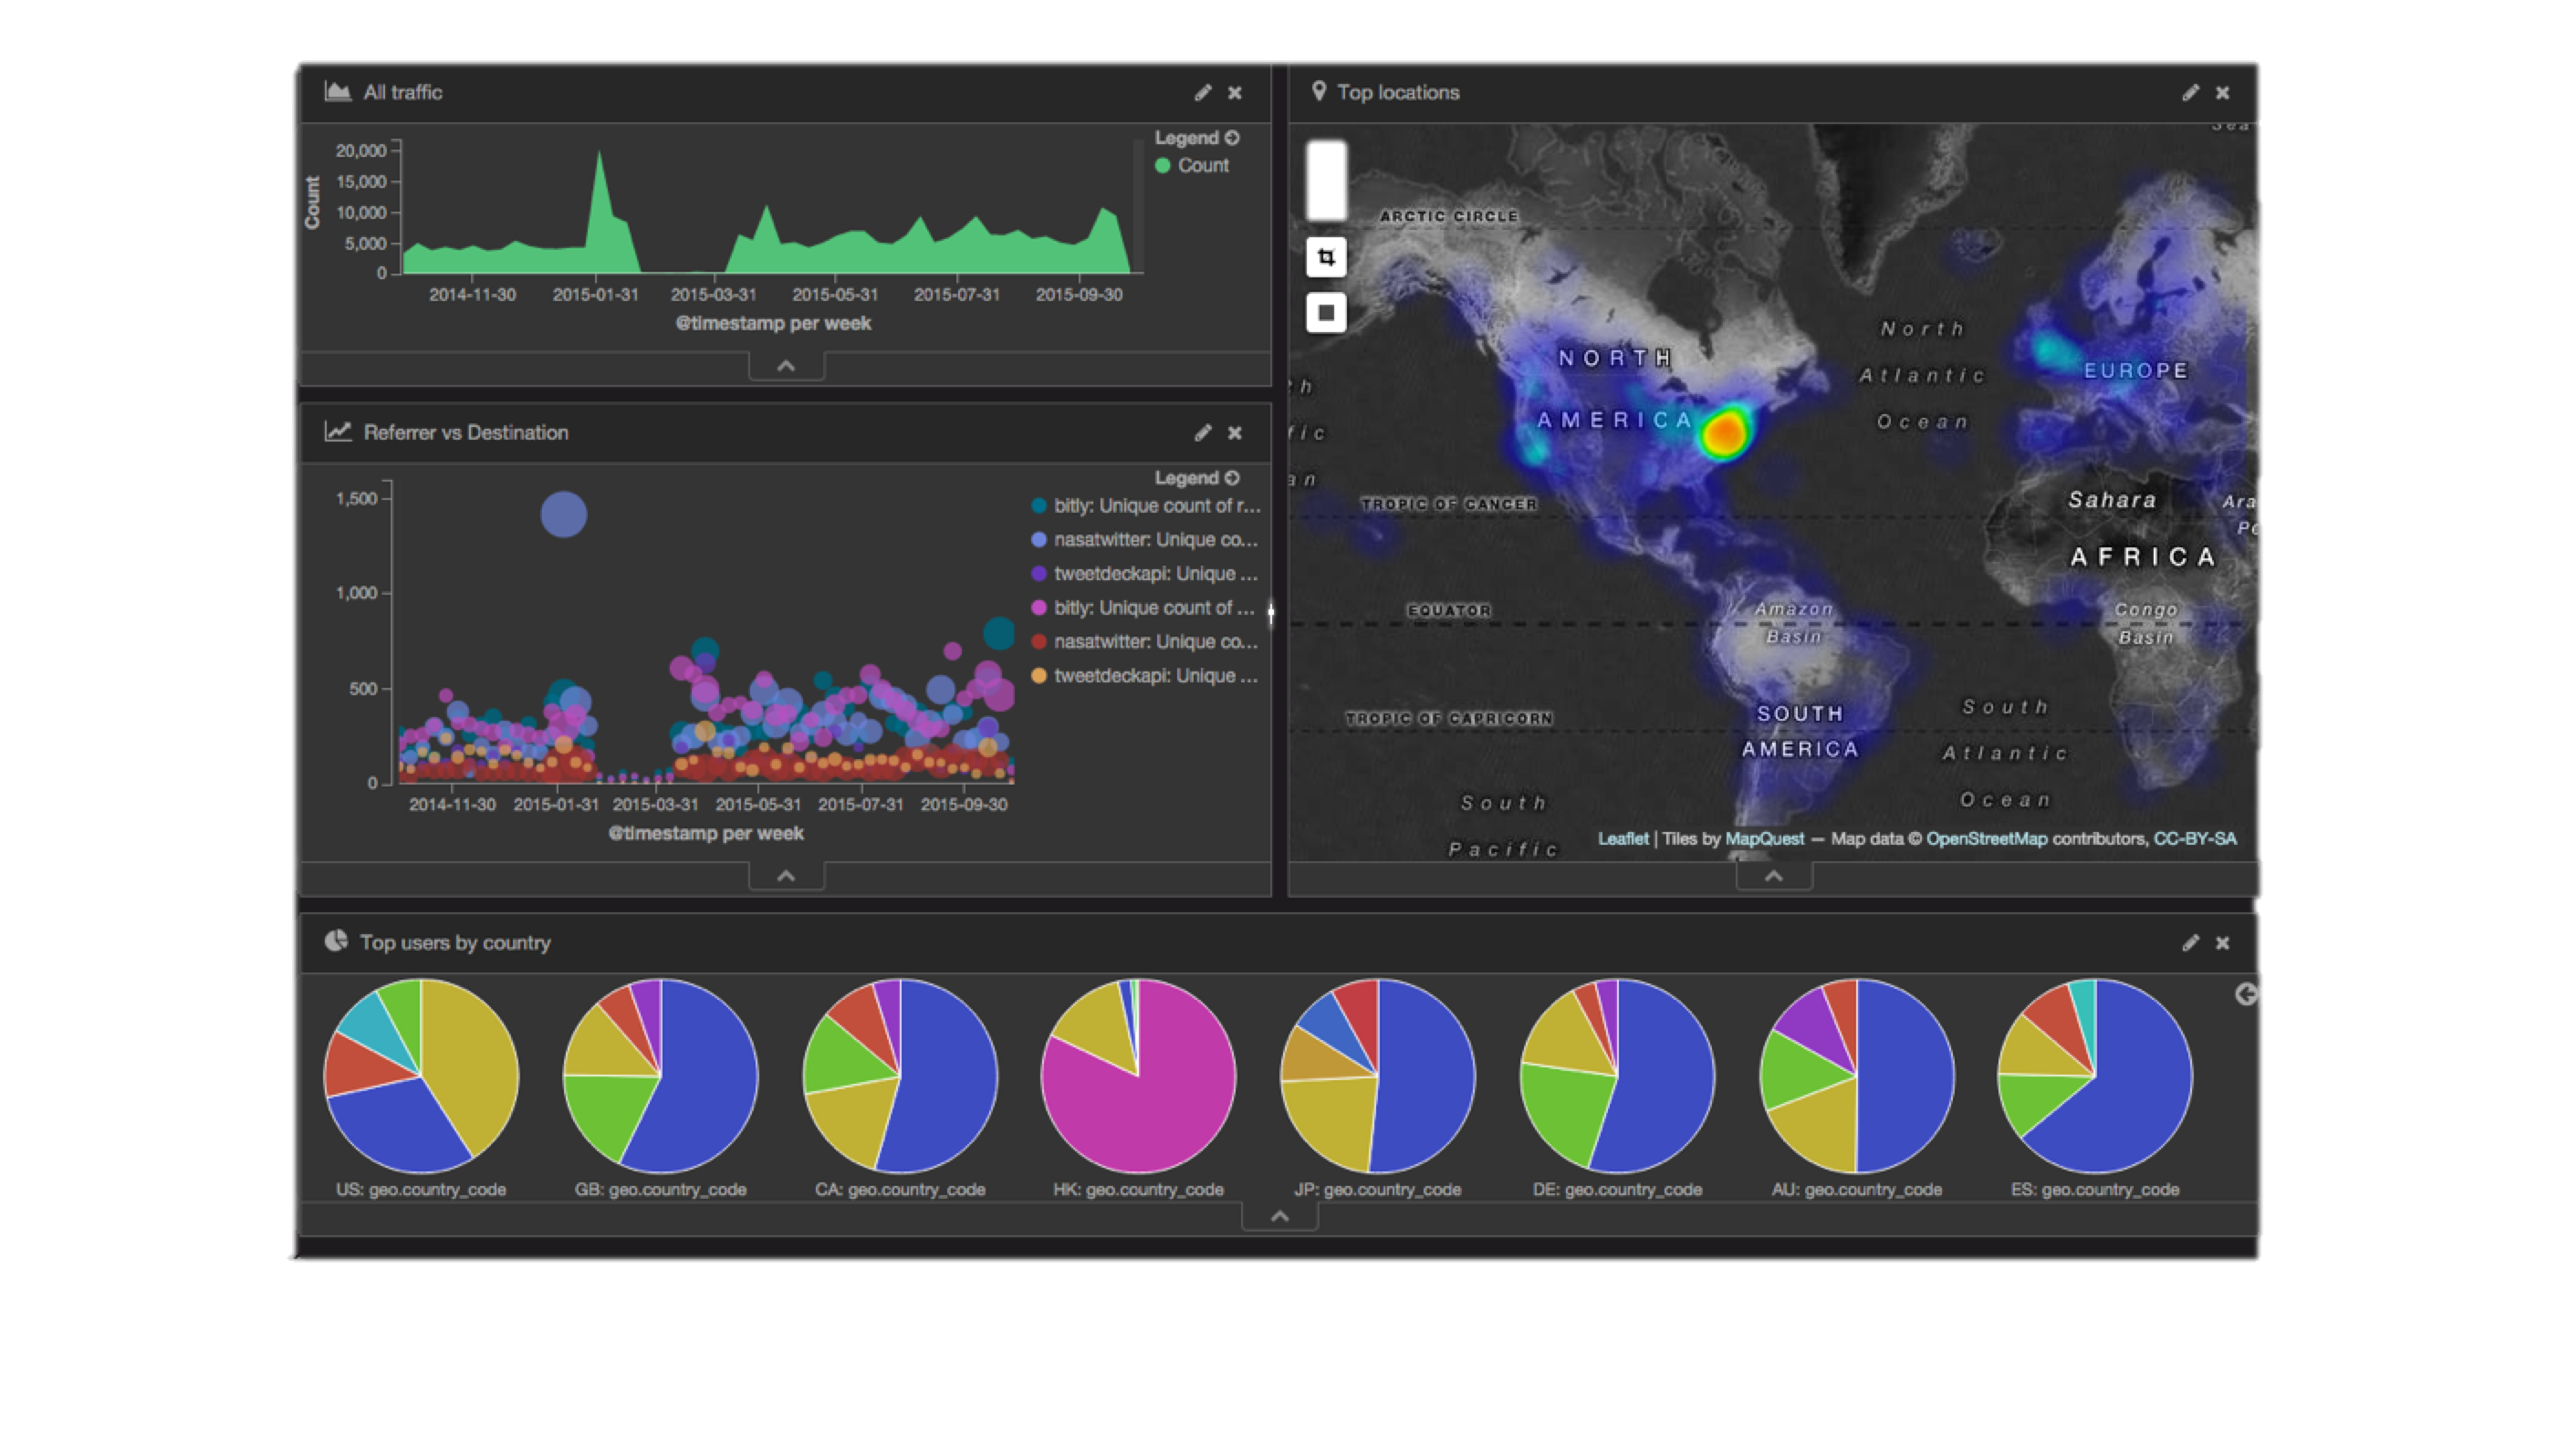 All traffic
Legend
Count
Count
20,000
15,000
10,000
5,000
0
2014-11-30 2015-01-31 2015-03-31 2015-05-31 2015-07-31 2015-09-30
@timestamp per week
Referrer vs Destination
Legend
bitly: Unique count of r...
nasatwitter: Unique co...
tweetdeckapi: Unique ...
bitly: Unique count of ...
nasatwitter: Unique co...
tweetdeckapi: Unique ...
1,500
1,000
500
0
2014-11-30 2015-01-31 2015-03-31 2015-05-31 2015-07-31 2015-09-30
@timestamp per week
Top locations
Sea
ARCTIC CIRCLE
North
Atlantic
Ocean
NORTH
AMERICA
EUROPE
th
fic
an
TROPIC OF CANCER
Sahara
Ara
Pe
AFRICA
EQUATOR
Amazon
Basin
Congo
Basin
TROPIC OF CAPRICORN
SOUTH
AMERICA
South
Atlantic
Ocean
South
Pacific
Leaflet | Tiles by MapQuest — Map data © OpenStreetMap contributors, CC-BY-SA
Top users by country
US: geo.country_code
GB: geo.country_code
CA: geo.country_code
HK: geo.country_code
JP: geo.country_code
DE: geo.country_code
AU: geo.country_code
ES: geo.country_code